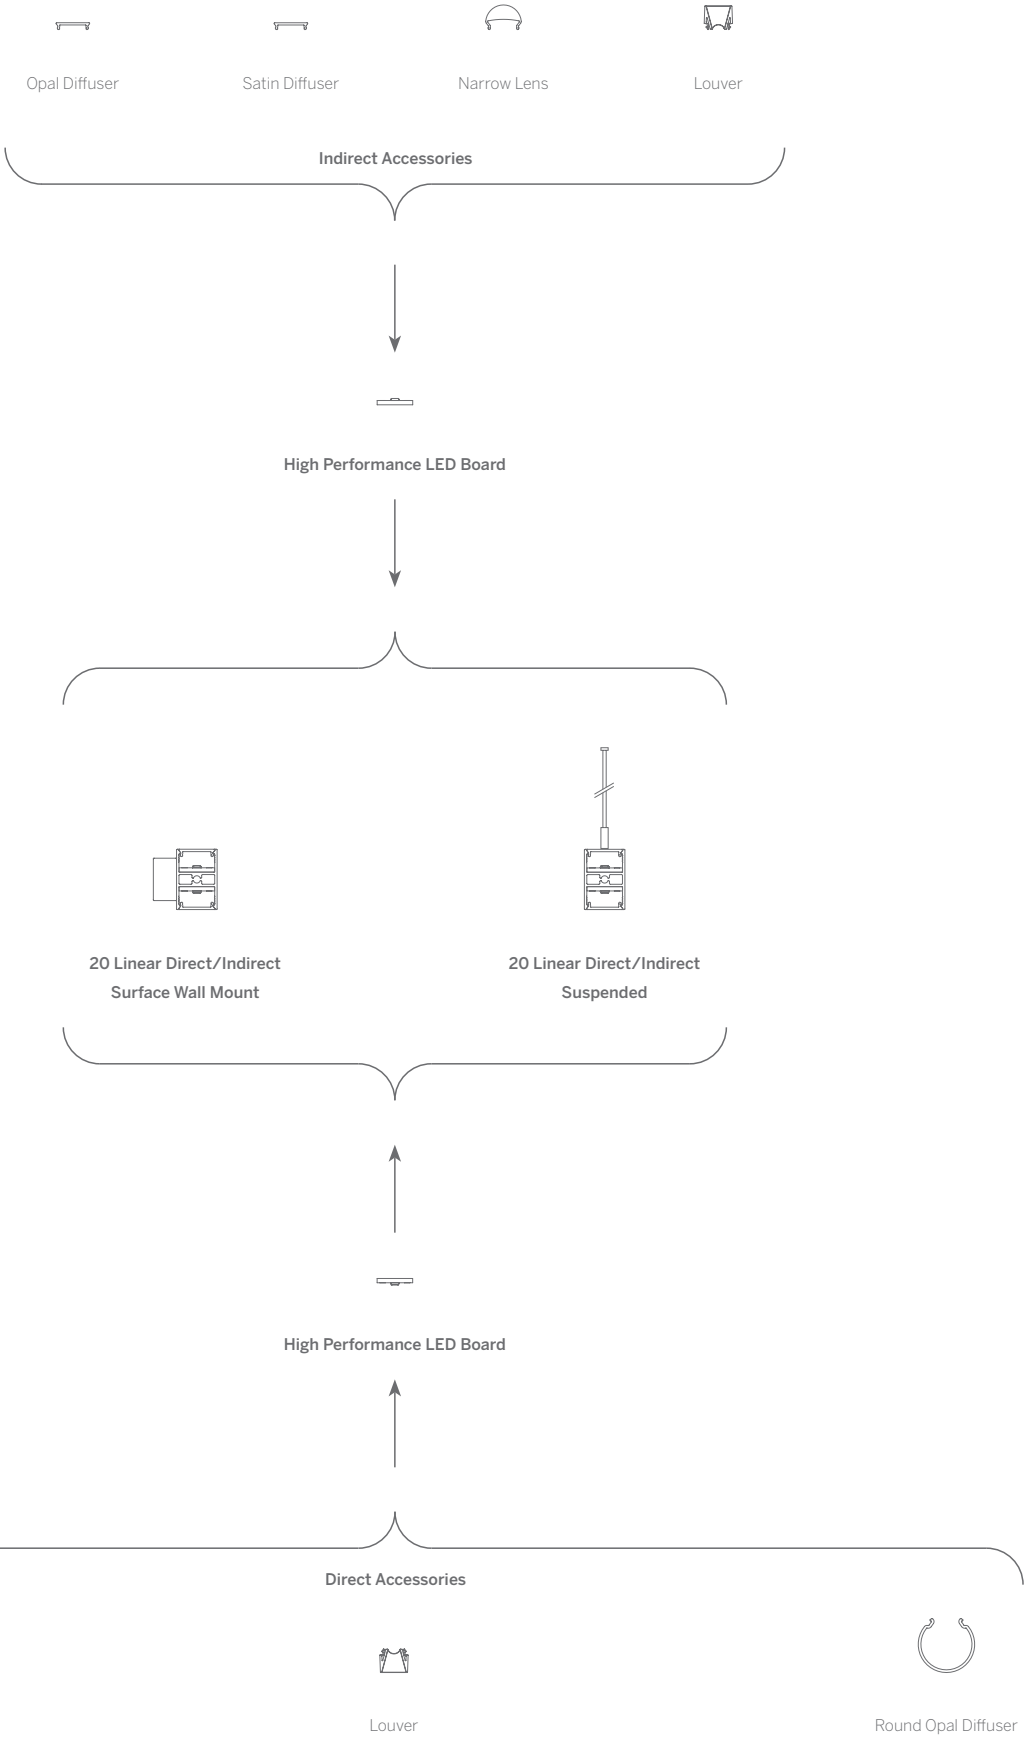 Opal Diffuser
Satin Diffuser
Narrow Lens
Louver
Indirect Accessories
High Performance LED Board
20 Linear Direct/Indirect
Surface Wall Mount
20 Linear Direct/Indirect
Suspended
High Performance LED Board
Direct Accessories
Louver
Round Opal Diffuser